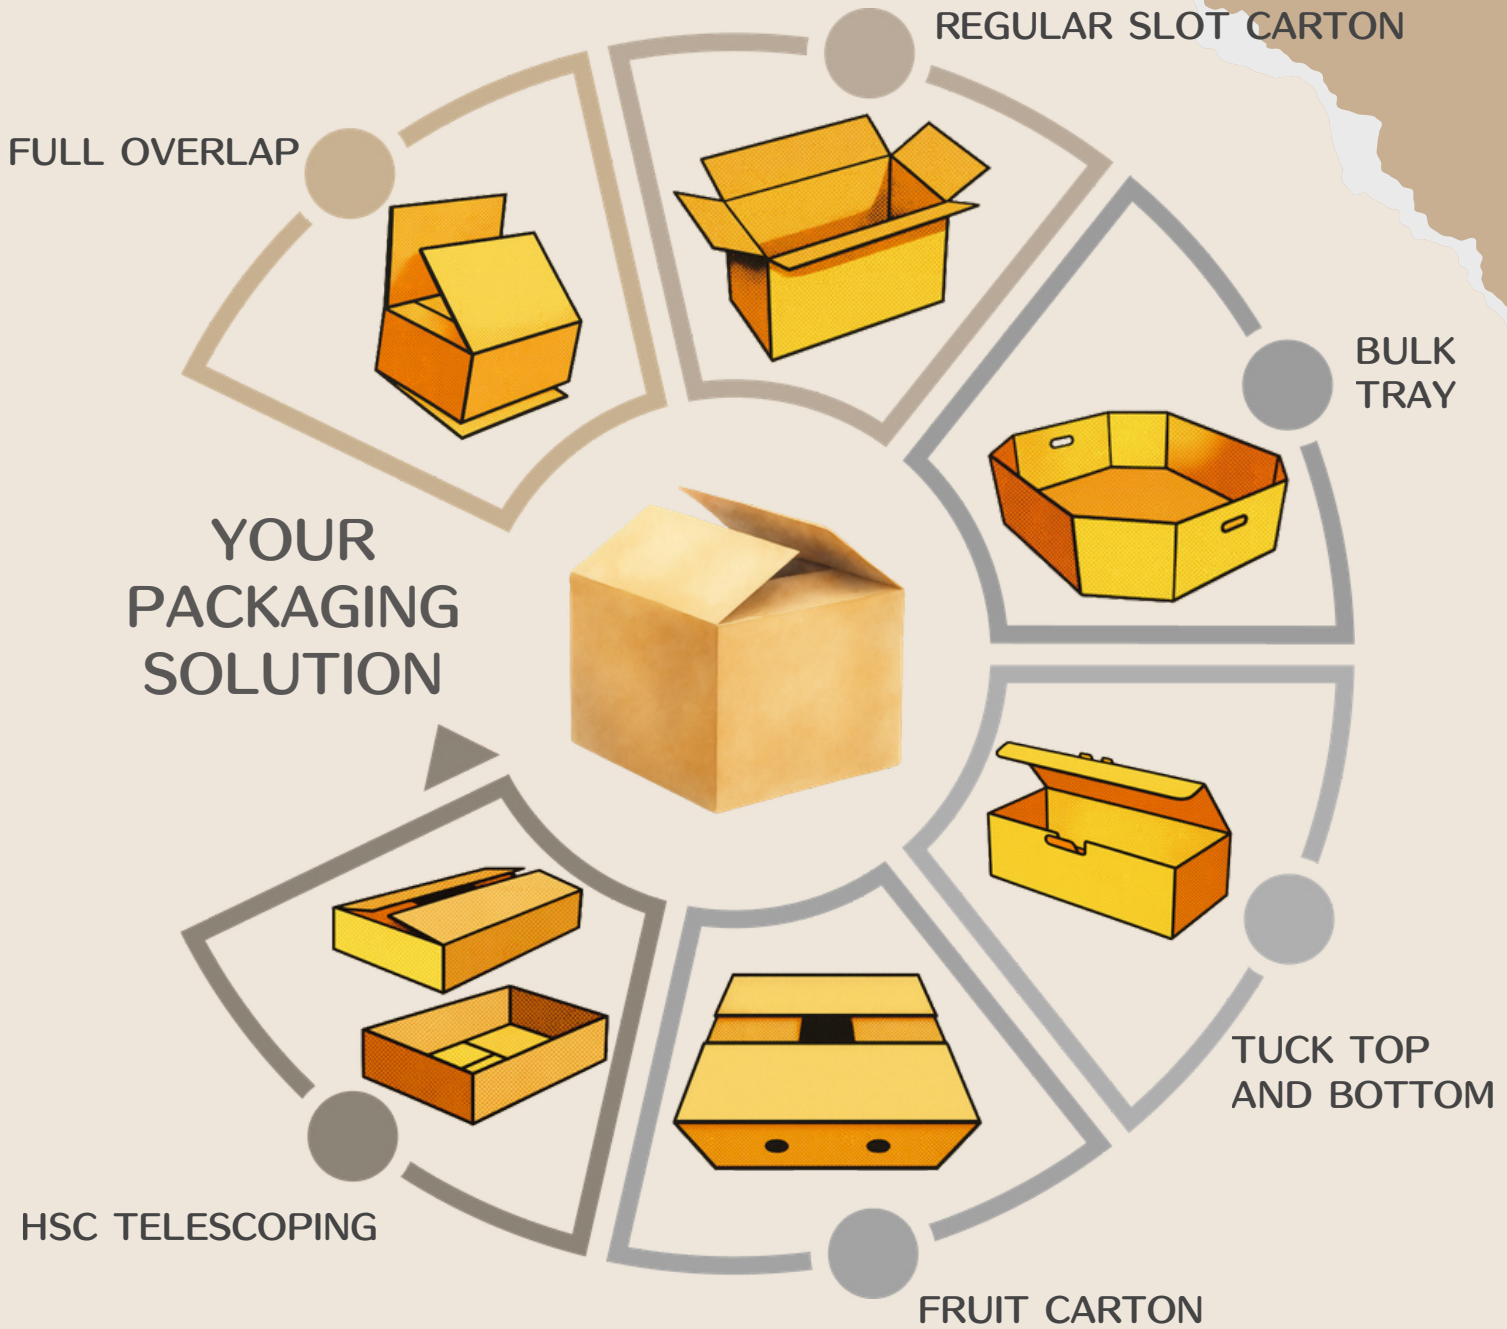 REGULAR SLOT CARTON
FULL OVERLAP
BULK
TRAY
YOUR
PACKAGING
SOLUTION
TUCK TOP
AND BOTTOM
HSC TELESCOPING
FRUIT CARTON